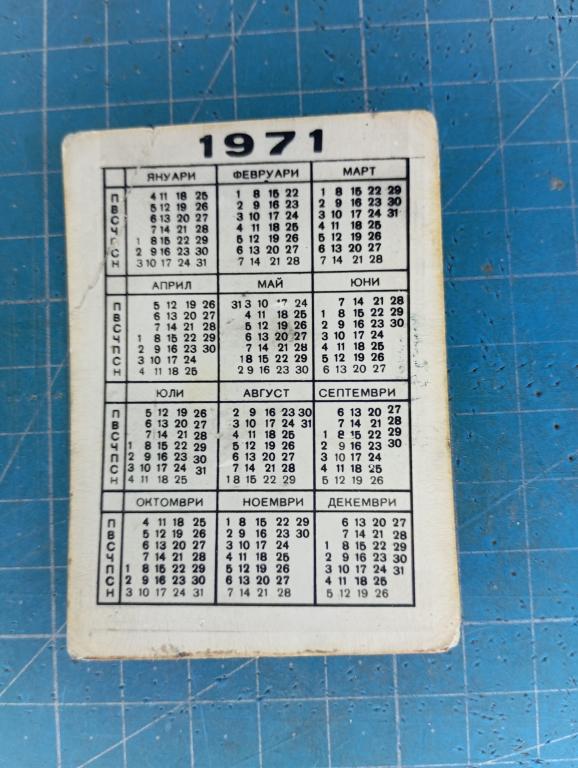 1971
ЯНУАРИ ФЕВРУАРИ МАРТ
П 4 11 18 25 1 8 15 22 1 8 15 22 29
В 5 12 19 26 2 9 16 23 2 9 16 23 30
С 6 13 20 27 3 10 17 24 3 10 17 24 31
Ч 7 14 21 28 4 11 18 25 4 11 18 25
П 1 8 15 22 29 5 12 19 26 5 12 19 26
С 2 9 16 23 30 6 13 20 27 6 13 20 27
Н 3 10 17 24 31 7 14 21 28 7 14 21 28
АПРИЛ МАЙ ЮНИ
П 5 12 19 26 31 3 10 17 24 7 14 21 28
В 6 13 20 27 4 11 18 25 1 8 15 22 29
С 7 14 21 28 5 12 19 26 2 9 16 23 30
Ч 1 8 15 22 29 6 13 20 27 3 10 17 24
П 2 9 16 23 30 7 14 21 28 4 11 18 25
С 3 10 17 24 1 8 15 22 29 5 12 19 26
Н 4 11 18 25 2 9 16 23 30 6 13 20 27
ЮЛИ АВГУСТ СЕПТЕМВРИ
П 5 12 19 26 2 9 16 23 30 6 13 20 27
В 6 13 20 27 3 10 17 24 31 7 14 21 28
С 7 14 21 28 4 11 18 25 1 8 15 22 29
Ч 1 8 15 22 29 5 12 19 26 2 9 16 23 30
П 2 9 16 23 30 6 13 20 27 3 10 17 24
С 3 10 17 24 31 7 14 21 28 4 11 18 25
Н 4 11 18 25 1 8 15 22 29 5 12 19 26
ОКТОМВРИ НОЕМВРИ ДЕКЕМВРИ
П 4 11 18 25 1 8 15 22 29 6 13 20 27
В 5 12 19 26 2 9 16 23 30 7 14 21 28
С 6 13 20 27 3 10 17 24 1 8 15 22 29
Ч 7 14 21 28 4 11 18 25 2 9 16 23 30
П 1 8 15 22 29 5 12 19 26 3 10 17 24 31
С 2 9 16 23 30 6 13 20 27 4 11 18 25
Н 3 10 17 24 31 7 14 21 28 5 12 19 26